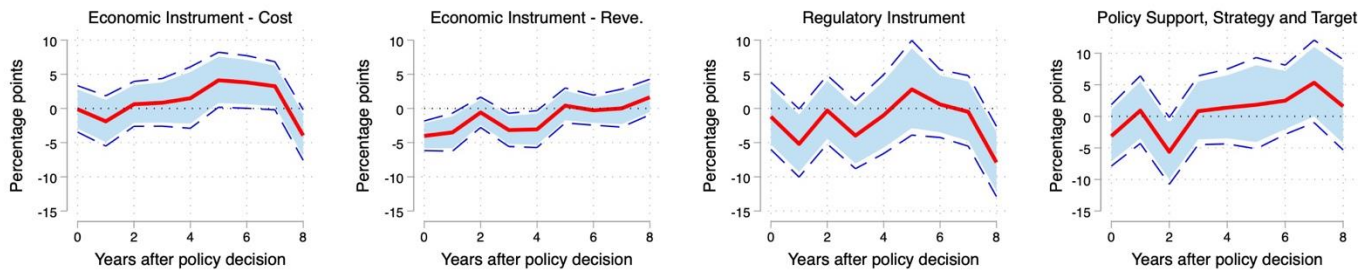 Economic Instrument - Cost
Percentage points
10
5
0
-5
-10
-15
0 2 4 6 8
Years after policy decision
Economic Instrument - Reve.
Percentage points
10
5
0
-5
-10
-15
0 2 4 6 8
Years after policy decision
Regulatory Instrument
Percentage points
10
5
0
-5
-10
-15
0 2 4 6 8
Years after policy decision
Policy Support, Strategy and Target
Percentage points
10
5
0
-5
-10
-15
0 2 4 6 8
Years after policy decision